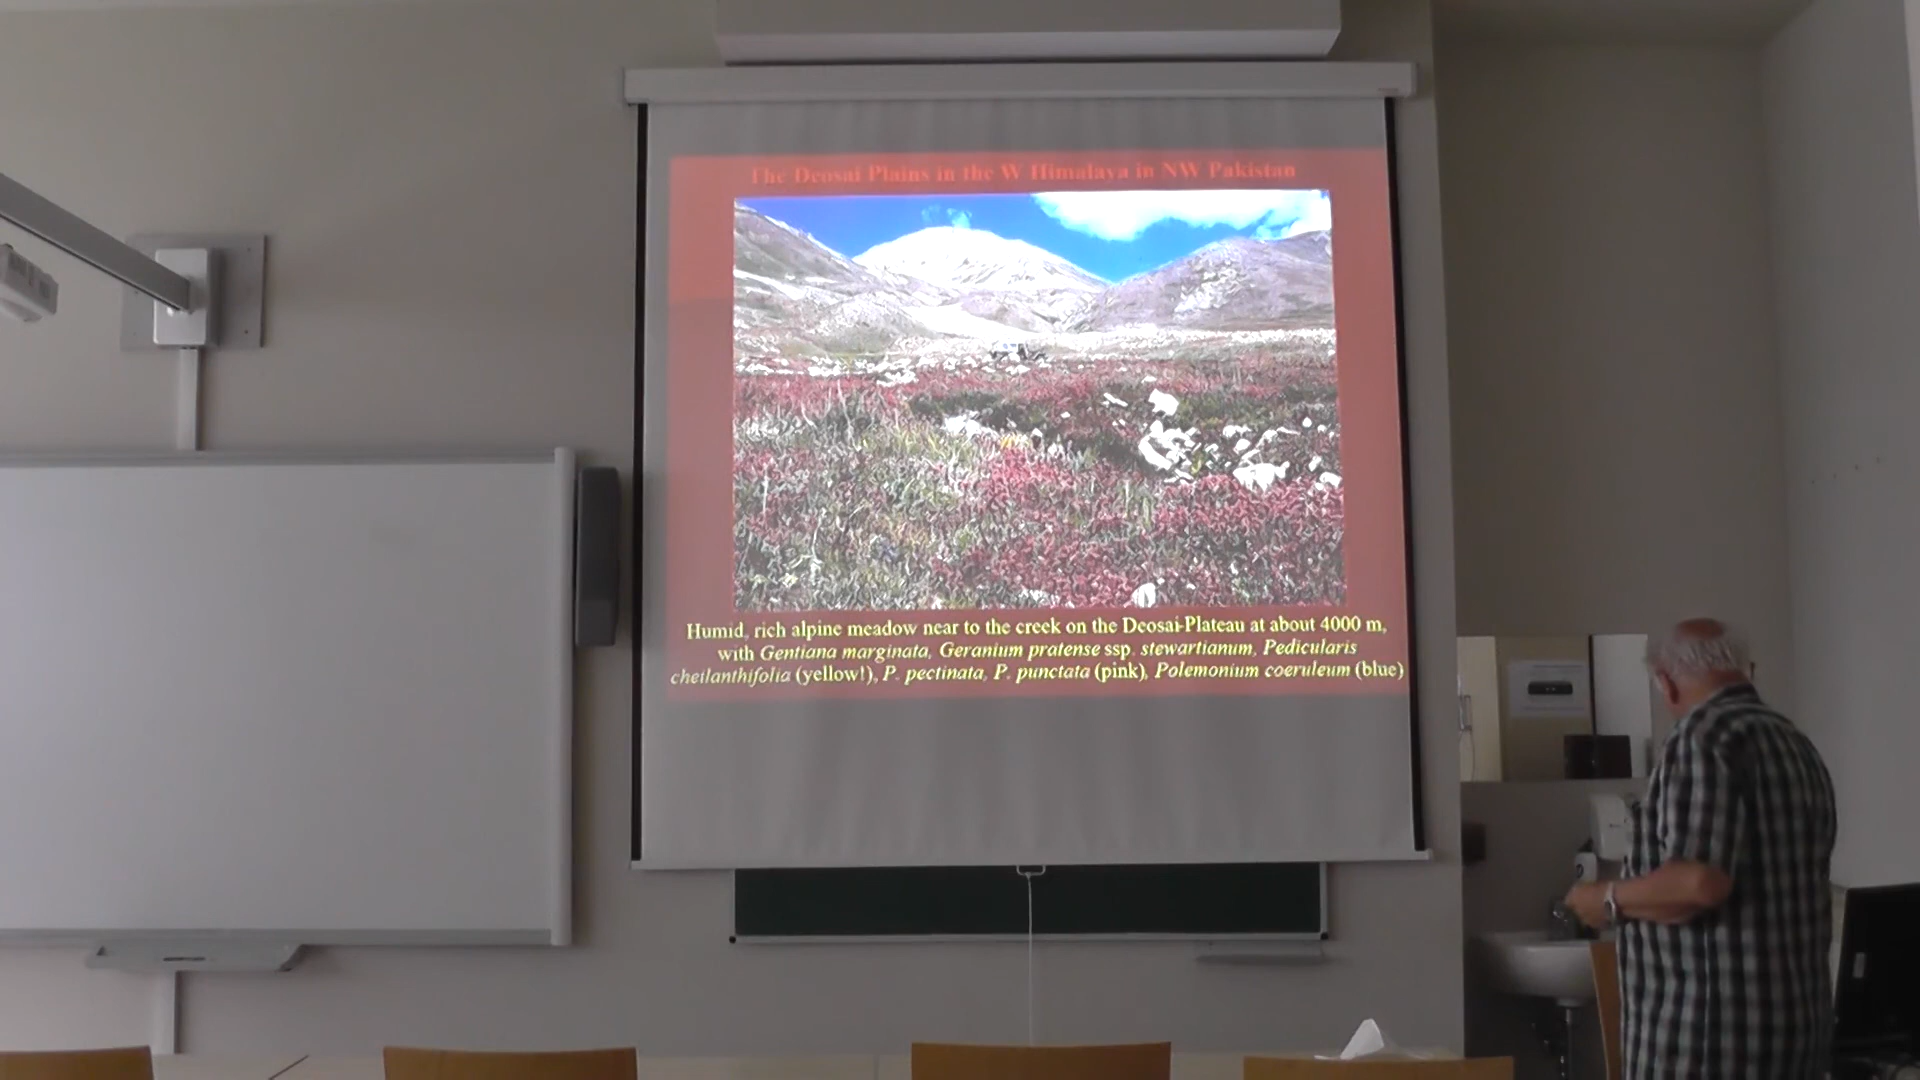 The Deosai Plains in the W Himalaya in NW Pakistan
Humid, rich alpine meadow near to the creek on the Deosai-Plateau at about 4000 m,
with Gentiana marginata, Geranium pratense ssp. stewartianum, Pedicularis
cheilanthifolia (yellow!), P. pectinata, P. punctata (pink), Polemonium coeruleum (blue)